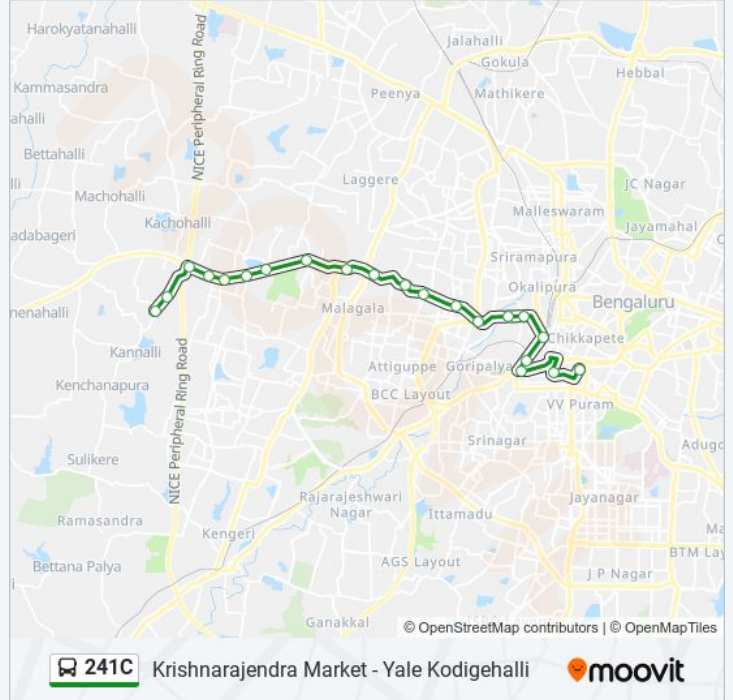 Harokyatanahalli
Jalahalli
Gokula
Hebbal
Kammasandra
Peenya
Mathikere
ahalli
NICE Peripheral Ring Road
Bettahalli
Laggere
JC Nagar
lli
Machohalli
Malleswaram
Kachohalli
Jayamahal
adabageri
C
Sriramapura
Okalipura
Bengaluru
nenahalli
Malagala
Chikkapete
Kannalli
Attiguppe
Goripalya
Kenchanapura
BCC Layout
VV Puram
NICE Peripheral Ring Road
Srinagar
Adugo
Sulikere
Rajarajeshwari
Nagar
Jayanagar
Ramasandra
Ittamadu
Kengeri
Ma
Bettana Palya
AGS Layout
BTM Lay
J P Nagar
i
Ganakkal
© OpenStreetMap contributors | © OpenMapTiles
241C Krishnarajendra Market - Yale Kodigehalli moovit